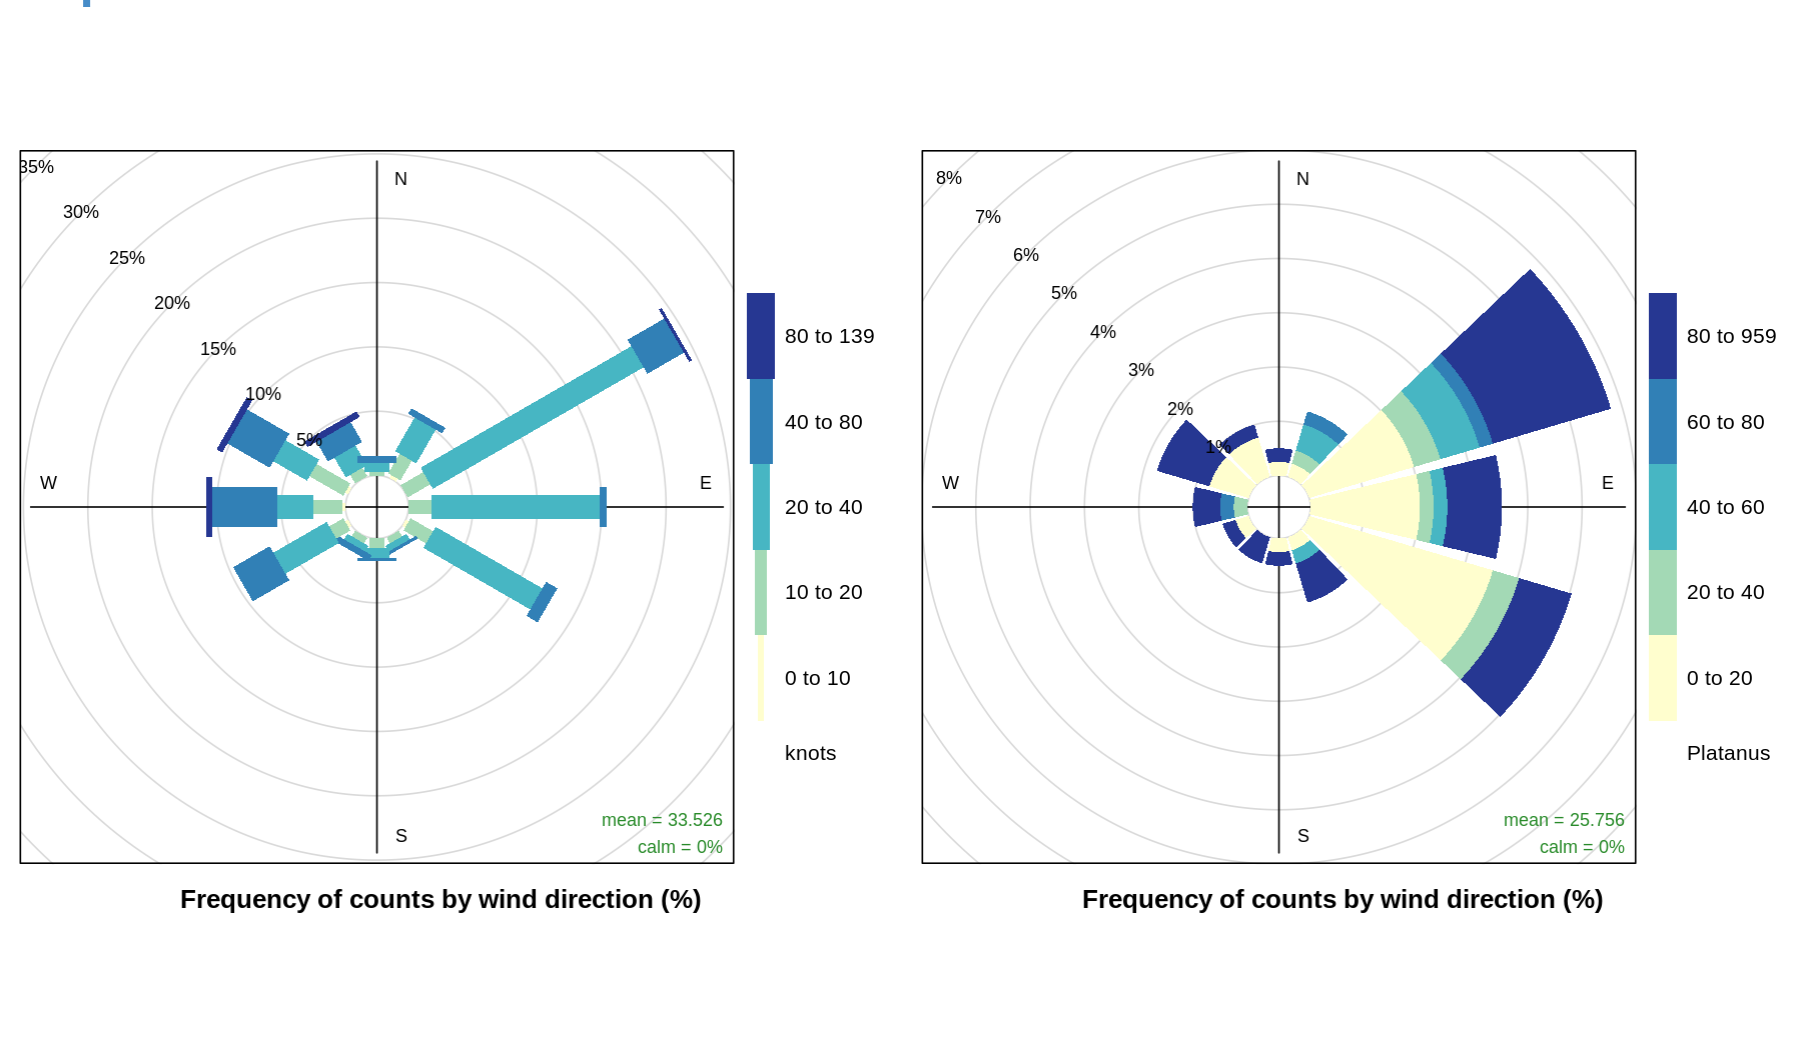 35%
30%
25%
20%
15%
10%
5%
N
W
E
S
mean = 33.526
calm = 0%
80 to 139
40 to 80
20 to 40
10 to 20
0 to 10
knots
Frequency of counts by wind direction (%)
8%
7%
6%
5%
4%
3%
2%
1%
N
W
E
S
mean = 25.756
calm = 0%
80 to 959
60 to 80
40 to 60
20 to 40
0 to 20
Platanus
Frequency of counts by wind direction (%)